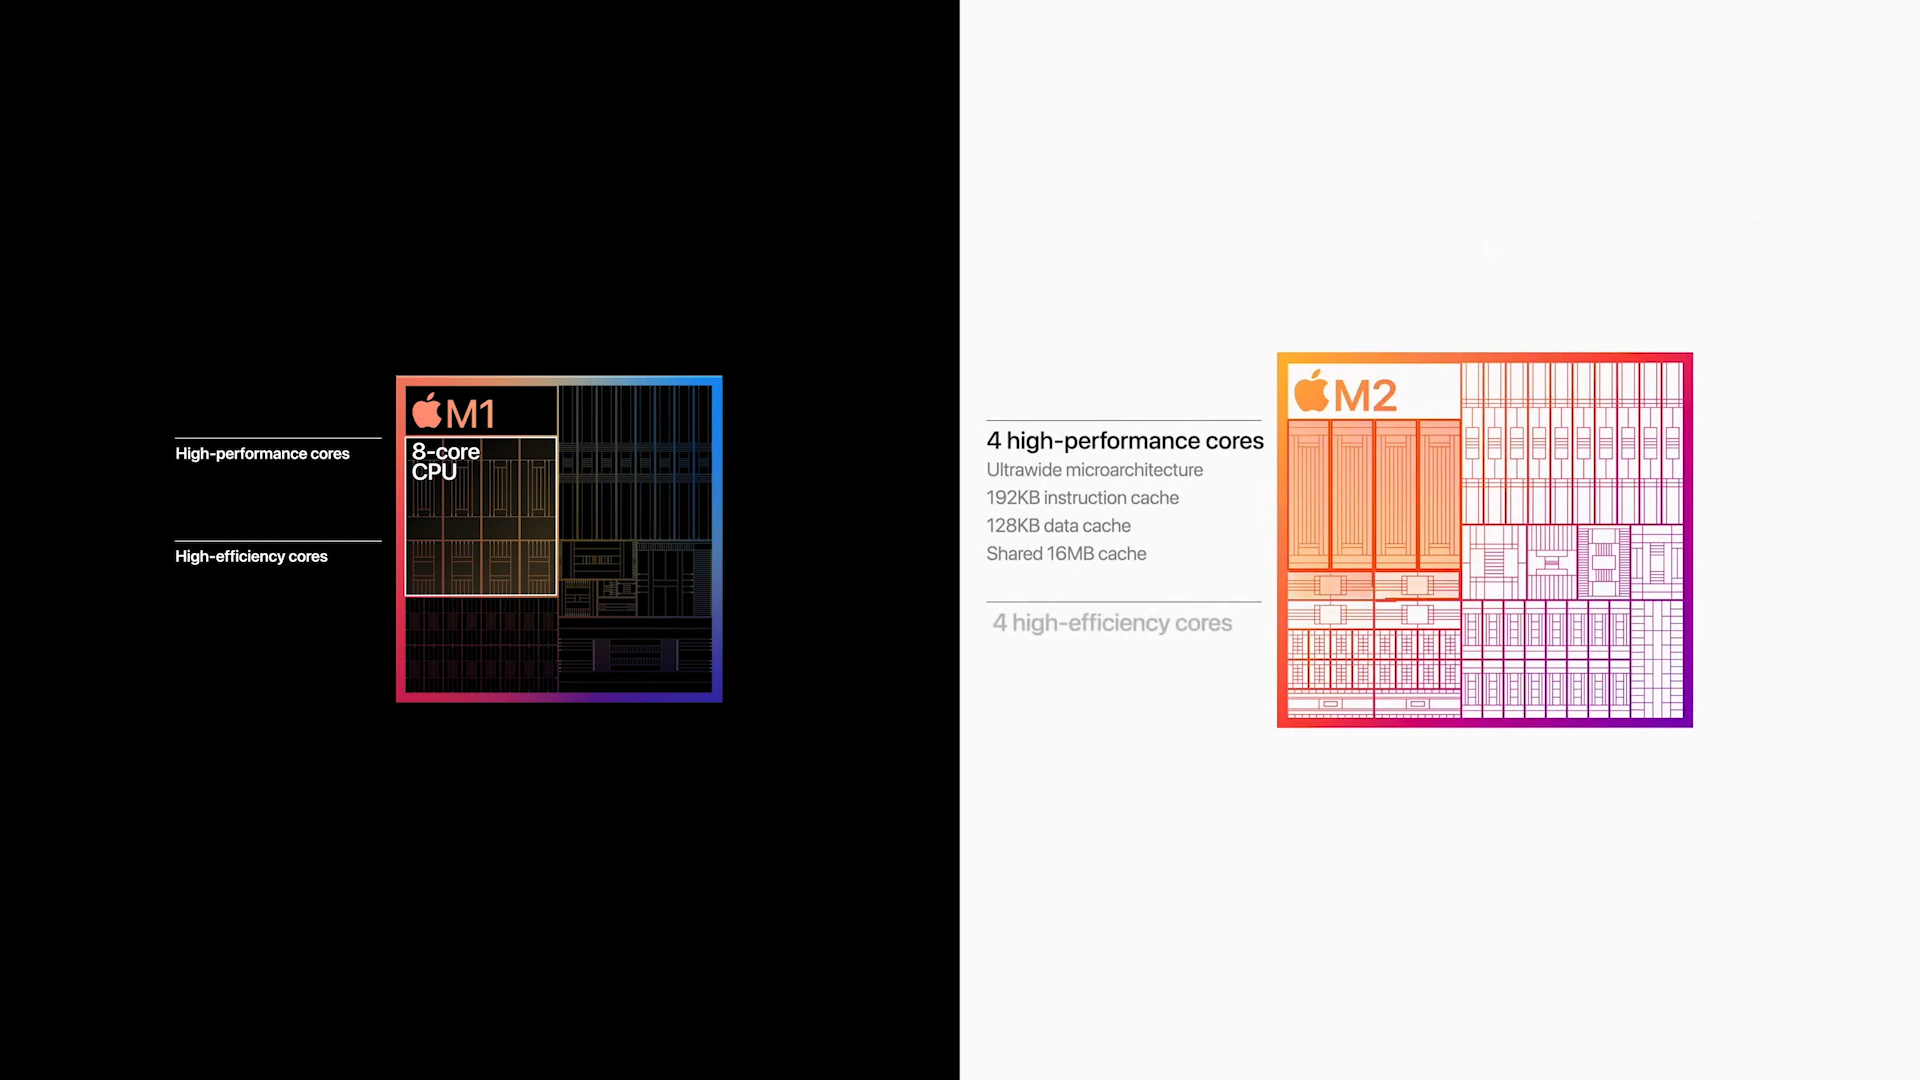 High-performance cores
High-efficiency cores
M1
8-core
CPU
4 high-performance cores
Ultrawide microarchitecture
192KB instruction cache
128KB data cache
Shared 16MB cache
4 high-efficiency cores
M2